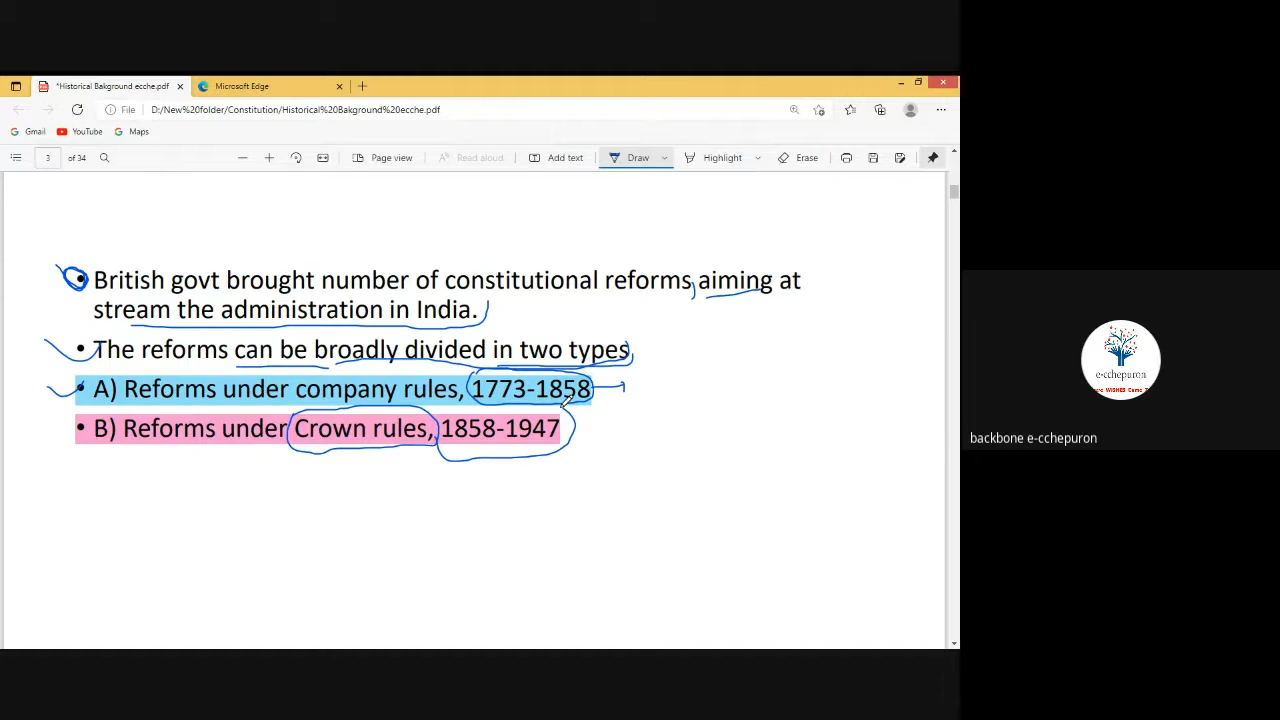 *Historical Bakground ecche.pdf
Microsoft Edge
File
D:/New%20folder/Constitution/Historical%20Bakground%20ecche.pdf
Gmail
YouTube
Maps
3
of 34
Page view
Read aloud
Add text
Draw
Highlight
Erase
• British govt brought number of constitutional reforms, aiming at
stream the administration in India.
• The reforms can be broadly divided in two types
• A) Reforms under company rules, 1773-1858
• B) Reforms under Crown rules, 1858-1947
e-cchepuron
backbone e-cchepuron